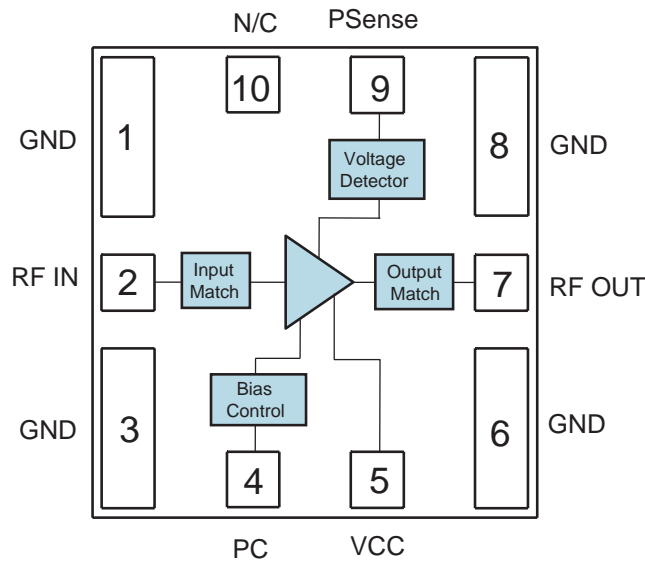 N/C
PSense
10
9
1
8
GND
GND
Voltage
Detector
RF IN
2
Input
Match
Output
Match
7
RF OUT
Bias
Control
GND
3
6
GND
4
5
PC
VCC